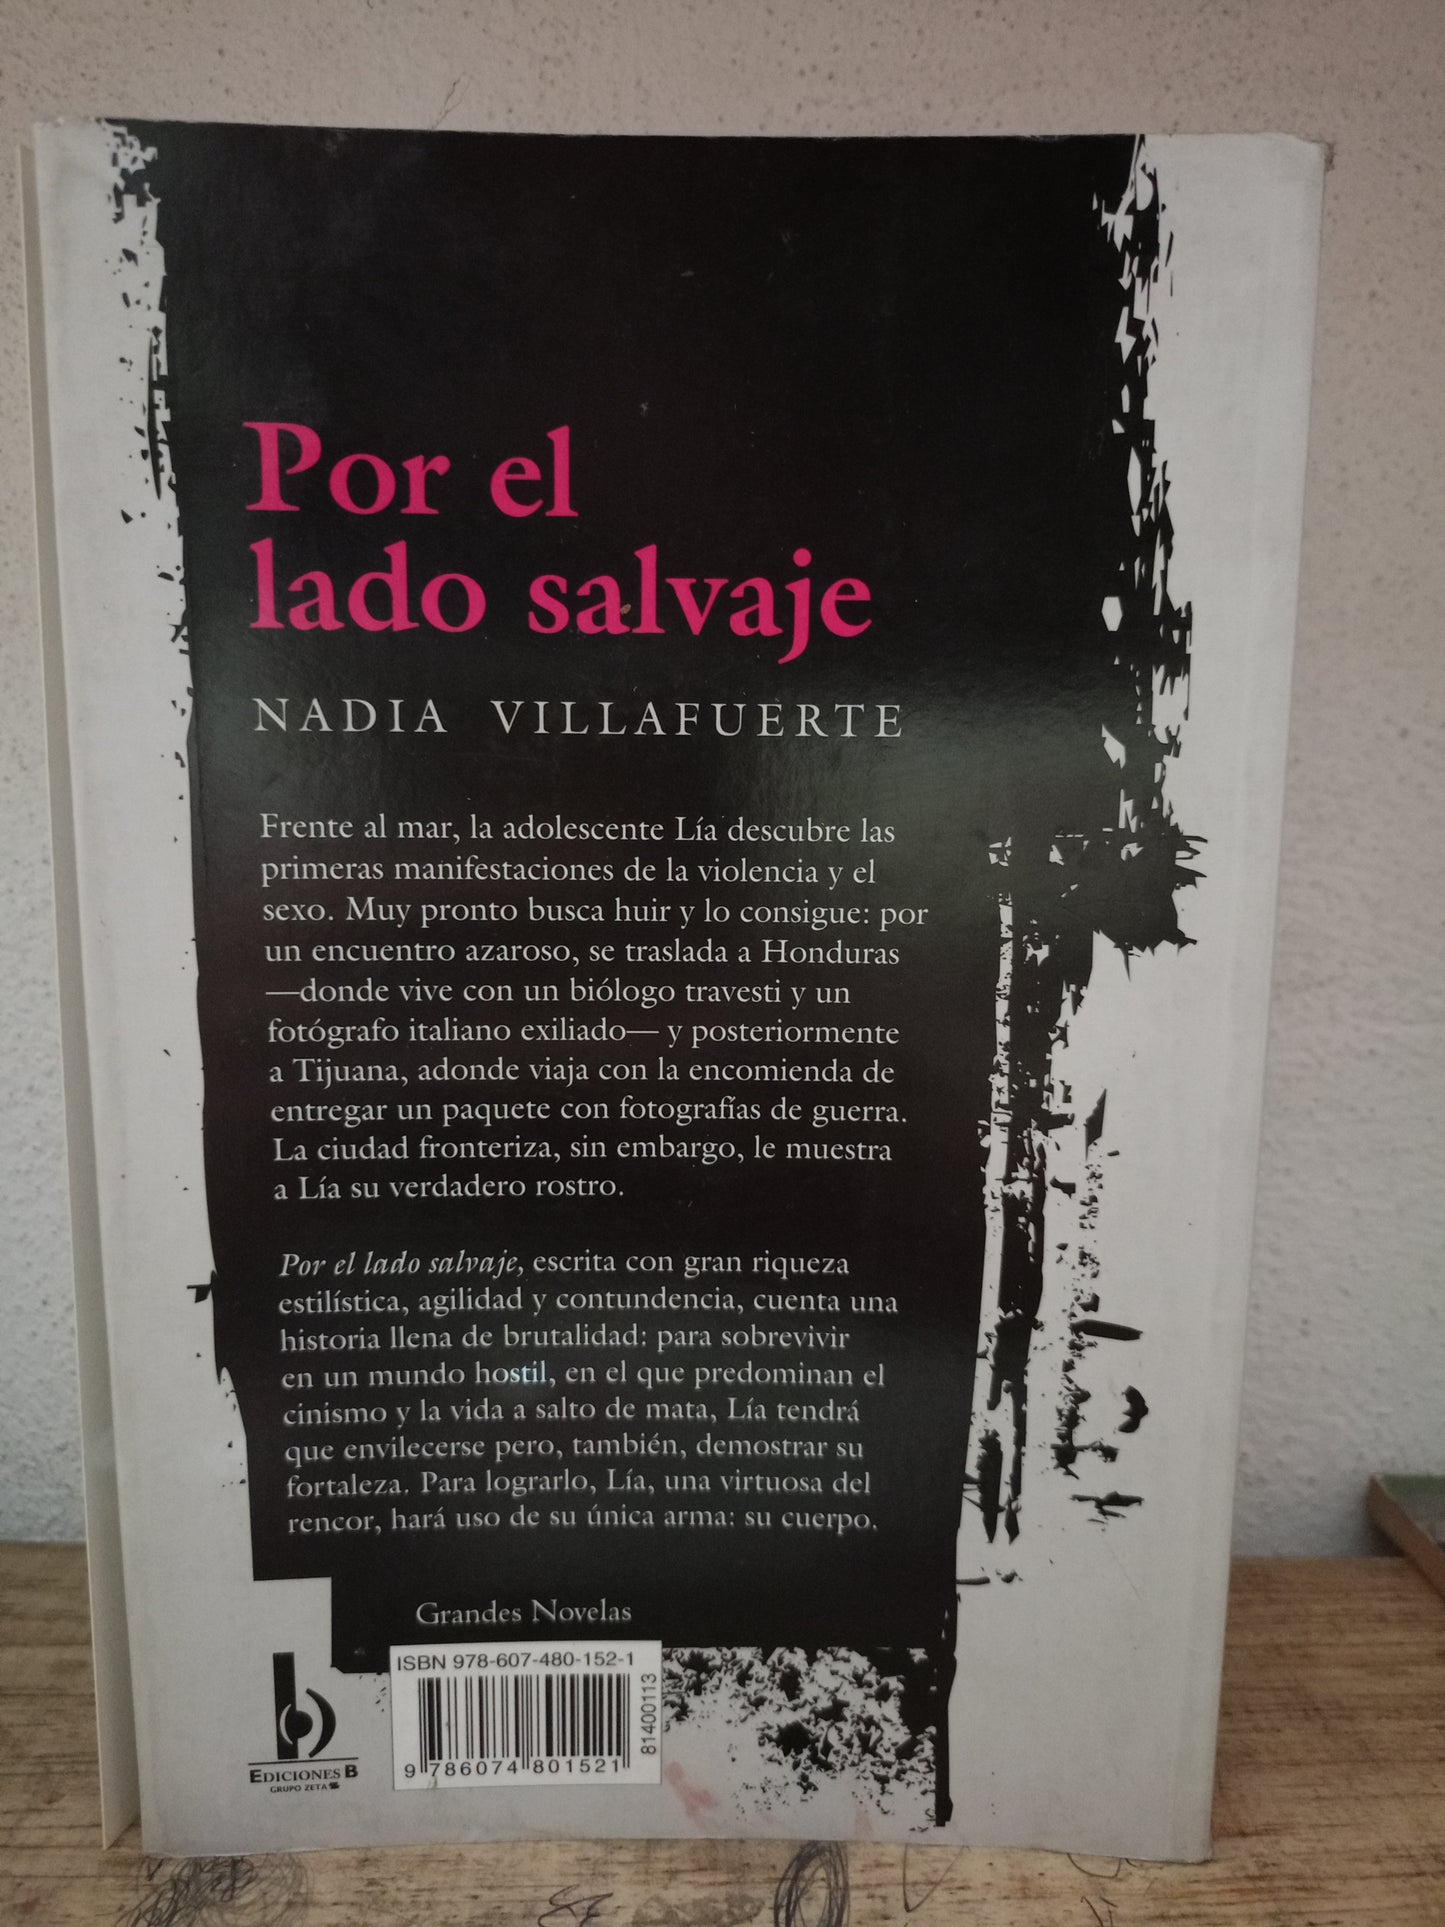 Por el
lado salvaje
NADIA VILLAFUERTE
Frente al mar, la adolescente Lía descubre las
primeras manifestaciones de la violencia y el
sexo. Muy pronto busca huir y lo consigue: por
un encuentro azaroso, se traslada a Honduras
—donde vive con un biólogo travesti y un
fotógrafo italiano exiliado— y posteriormente
a Tijuana, adonde viaja con la encomienda de
entregar un paquete con fotografías de guerra.
La ciudad fronteriza, sin embargo, le muestra
a Lía su verdadero rostro.
Por el lado salvaje, escrita con gran riqueza
estilística, agilidad y contundencia, cuenta una
historia llena de brutalidad: para sobrevivir
en un mundo hostil, en el que predominan el
cinismo y la vida a salto de mata, Lía tendrá
que envilecerse pero, también, demostrar su
fortaleza. Para lograrlo, Lía, una virtuosa del
rencor, hará uso de su única arma: su cuerpo.
Grandes Novelas
ISBN 978-607-480-152-1
9 786074 801521
81400113
EDICIONES B
GRUPO ZETA